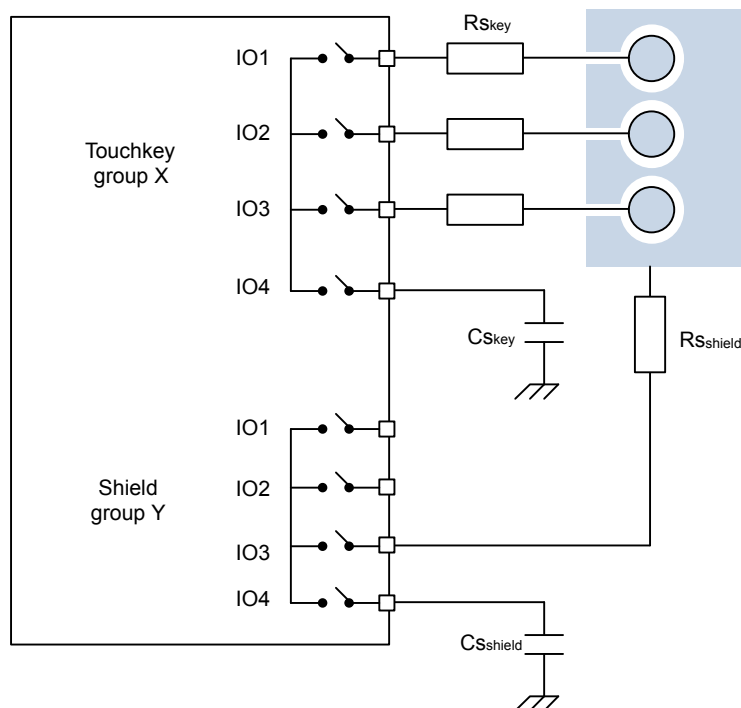 Rskey
IO1
IO2
Touchkey
group X
IO3
IO4
Cskey
Rsshield
IO1
Shield
group Y
IO2
IO3
IO4
Csshield